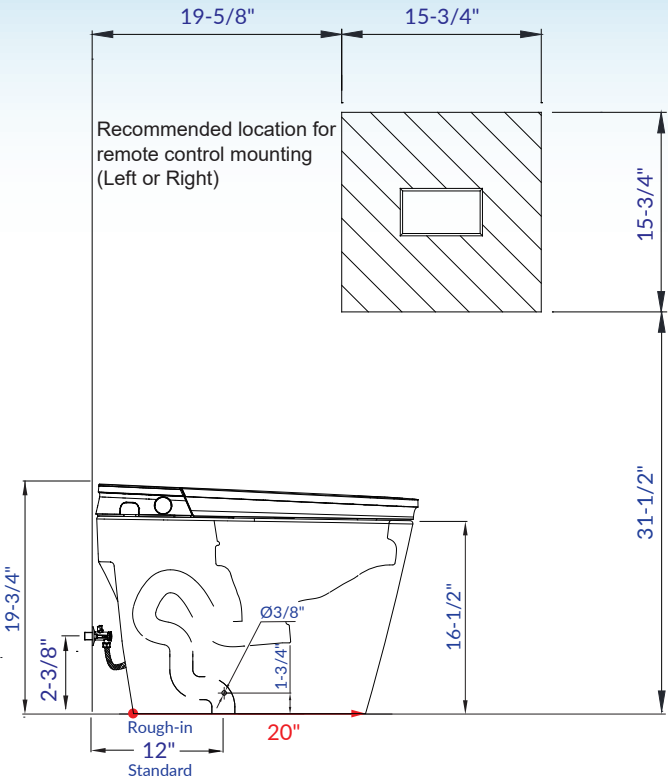 19-5/8"
15-3/4"
Recommended location for
remote control mounting
(Left or Right)
15-3/4"
31-1/2"
19-3/4"
2-3/8"
Ø3/8"
1-3/4"
16-1/2"
Rough-in
12"
Standard
20"